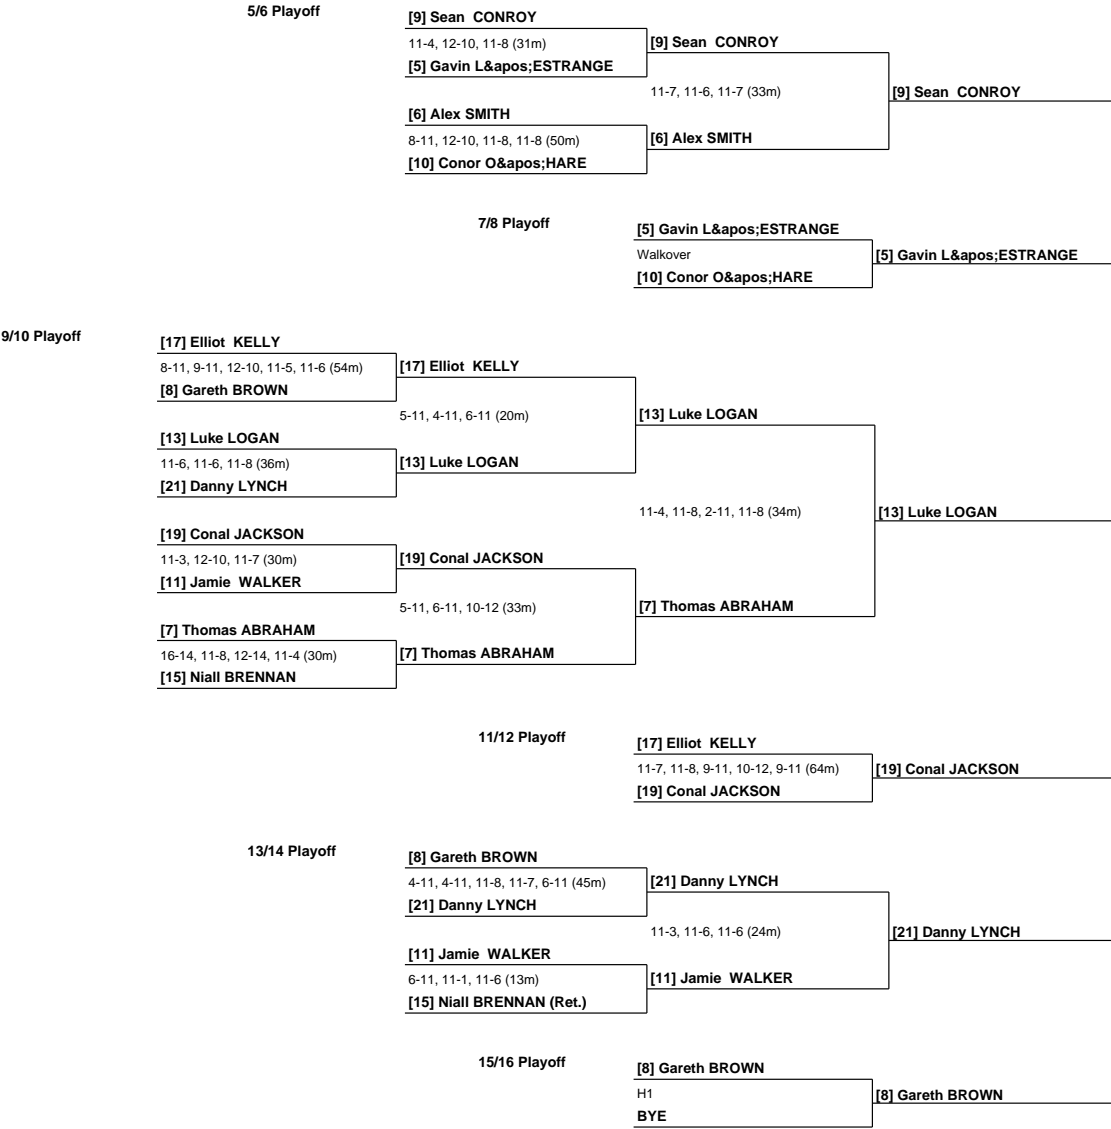 5/6 Playoff
[9] Sean  CONROY
11-4, 12-10, 11-8 (31m)
[9] Sean  CONROY
[5] Gavin L&apos;ESTRANGE
11-7, 11-6, 11-7 (33m)
[9] Sean  CONROY
[6] Alex SMITH
8-11, 12-10, 11-8, 11-8 (50m)
[6] Alex SMITH
[10] Conor O&apos;HARE
7/8 Playoff
[5] Gavin L&apos;ESTRANGE
Walkover
[5] Gavin L&apos;ESTRANGE
[10] Conor O&apos;HARE
9/10 Playoff
[17] Elliot  KELLY
8-11, 9-11, 12-10, 11-5, 11-6 (54m)
[17] Elliot  KELLY
[8] Gareth BROWN
5-11, 4-11, 6-11 (20m)
[13] Luke LOGAN
[13] Luke LOGAN
11-6, 11-6, 11-8 (36m)
[13] Luke LOGAN
[21] Danny LYNCH
11-4, 11-8, 2-11, 11-8 (34m)
[13] Luke LOGAN
[19] Conal JACKSON
11-3, 12-10, 11-7 (30m)
[19] Conal JACKSON
[11] Jamie  WALKER
5-11, 6-11, 10-12 (33m)
[7] Thomas ABRAHAM
[7] Thomas ABRAHAM
16-14, 11-8, 12-14, 11-4 (30m)
[7] Thomas ABRAHAM
[15] Niall BRENNAN
11/12 Playoff
[17] Elliot  KELLY
11-7, 11-8, 9-11, 10-12, 9-11 (64m)
[19] Conal JACKSON
[19] Conal JACKSON
13/14 Playoff
[8] Gareth BROWN
4-11, 4-11, 11-8, 11-7, 6-11 (45m)
[21] Danny LYNCH
[21] Danny LYNCH
11-3, 11-6, 11-6 (24m)
[21] Danny LYNCH
[11] Jamie  WALKER
6-11, 11-1, 11-6 (13m)
[11] Jamie  WALKER
[15] Niall BRENNAN (Ret.)
15/16 Playoff
[8] Gareth BROWN
H1
[8] Gareth BROWN
BYE